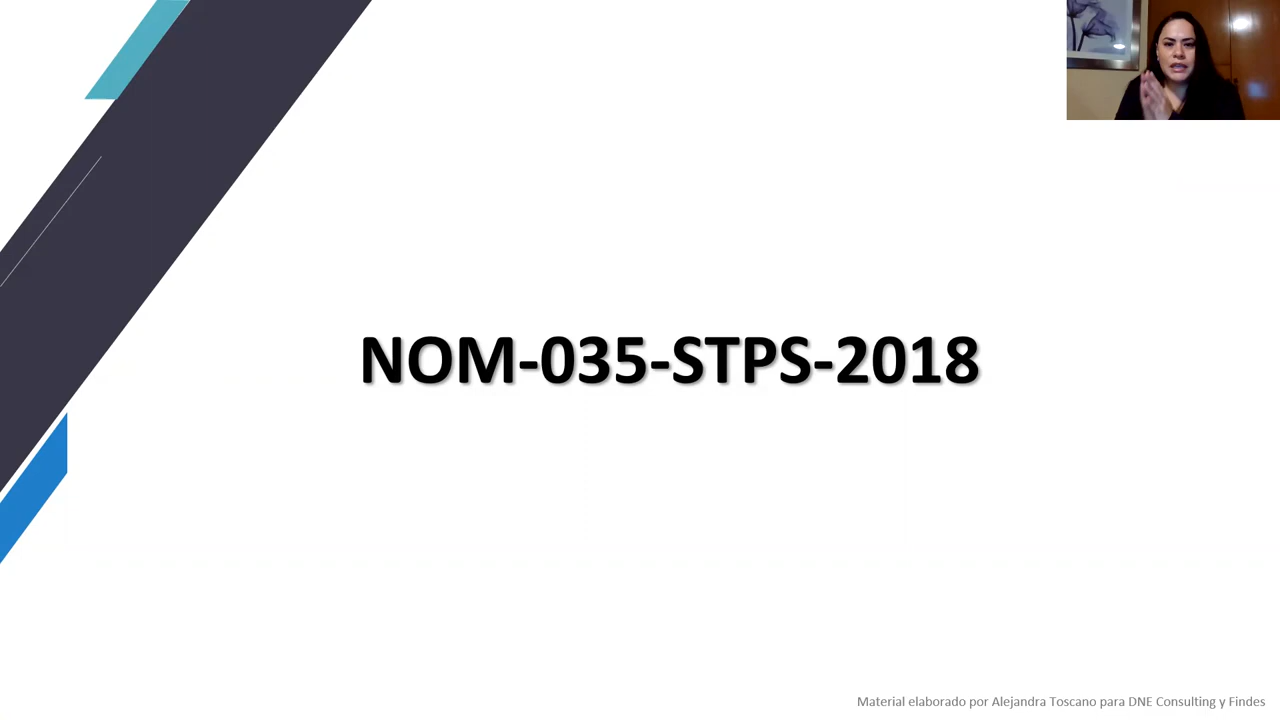 NOM-035-STPS-2018
Material elaborado por Alejandra Toscano para DNE Consulting y Findes